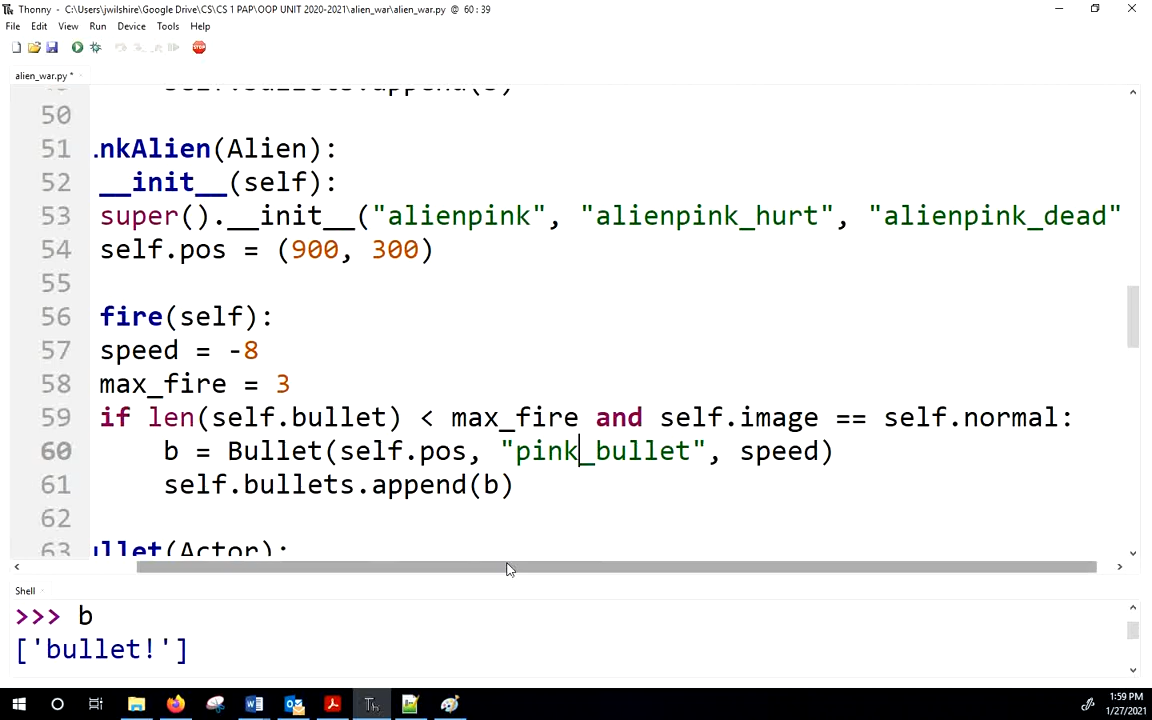 Thonny - C:\Users\jwilshire\Google Drive\CS\CS 1 PAP\OOP UNIT 2020-2021\alien_war\alien_war.py @ 60 : 39
File Edit View Run Device Tools Help
alien_war.py *
50
51 .nkAlien(Alien):
52 __init__(self):
53 super().__init__("alienpink", "alienpink_hurt", "alienpink_dead"
54 self.pos = (900, 300)
55
56 fire(self):
57 speed = -8
58 max_fire = 3
59 if len(self.bullet) < max_fire and self.image == self.normal:
60 b = Bullet(self.pos, "pink_bullet", speed)
61 self.bullets.append(b)
62
63 ullet(Actor):
Shell
>>> b
['bullet!']
1:59 PM
1/27/2021